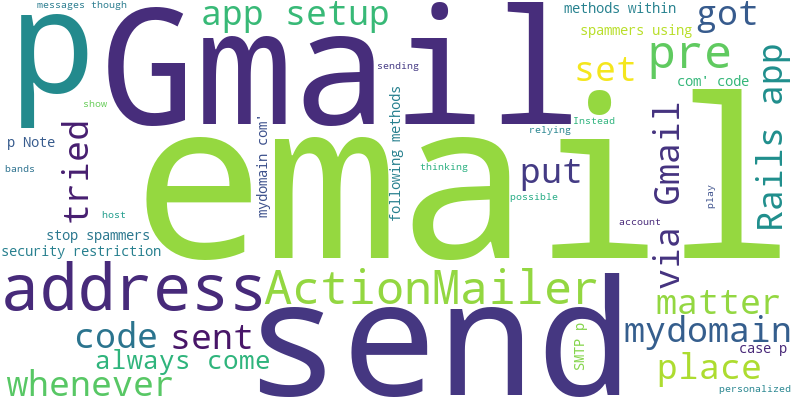 messages though
p
Gmail
app setup
methods within
got
spammers using
pre
set
com' code
Rails app
sending
show
email
Instead
relying
p Note
tried
mydomain com'
following methods
thinking
put
possible
via Gmail
play
bands
host
account
stop spammers
security restriction
address
ActionMailer
send
matter
code
sent
SMTP p
mydomain
case p
always come
place
whenever
personalized